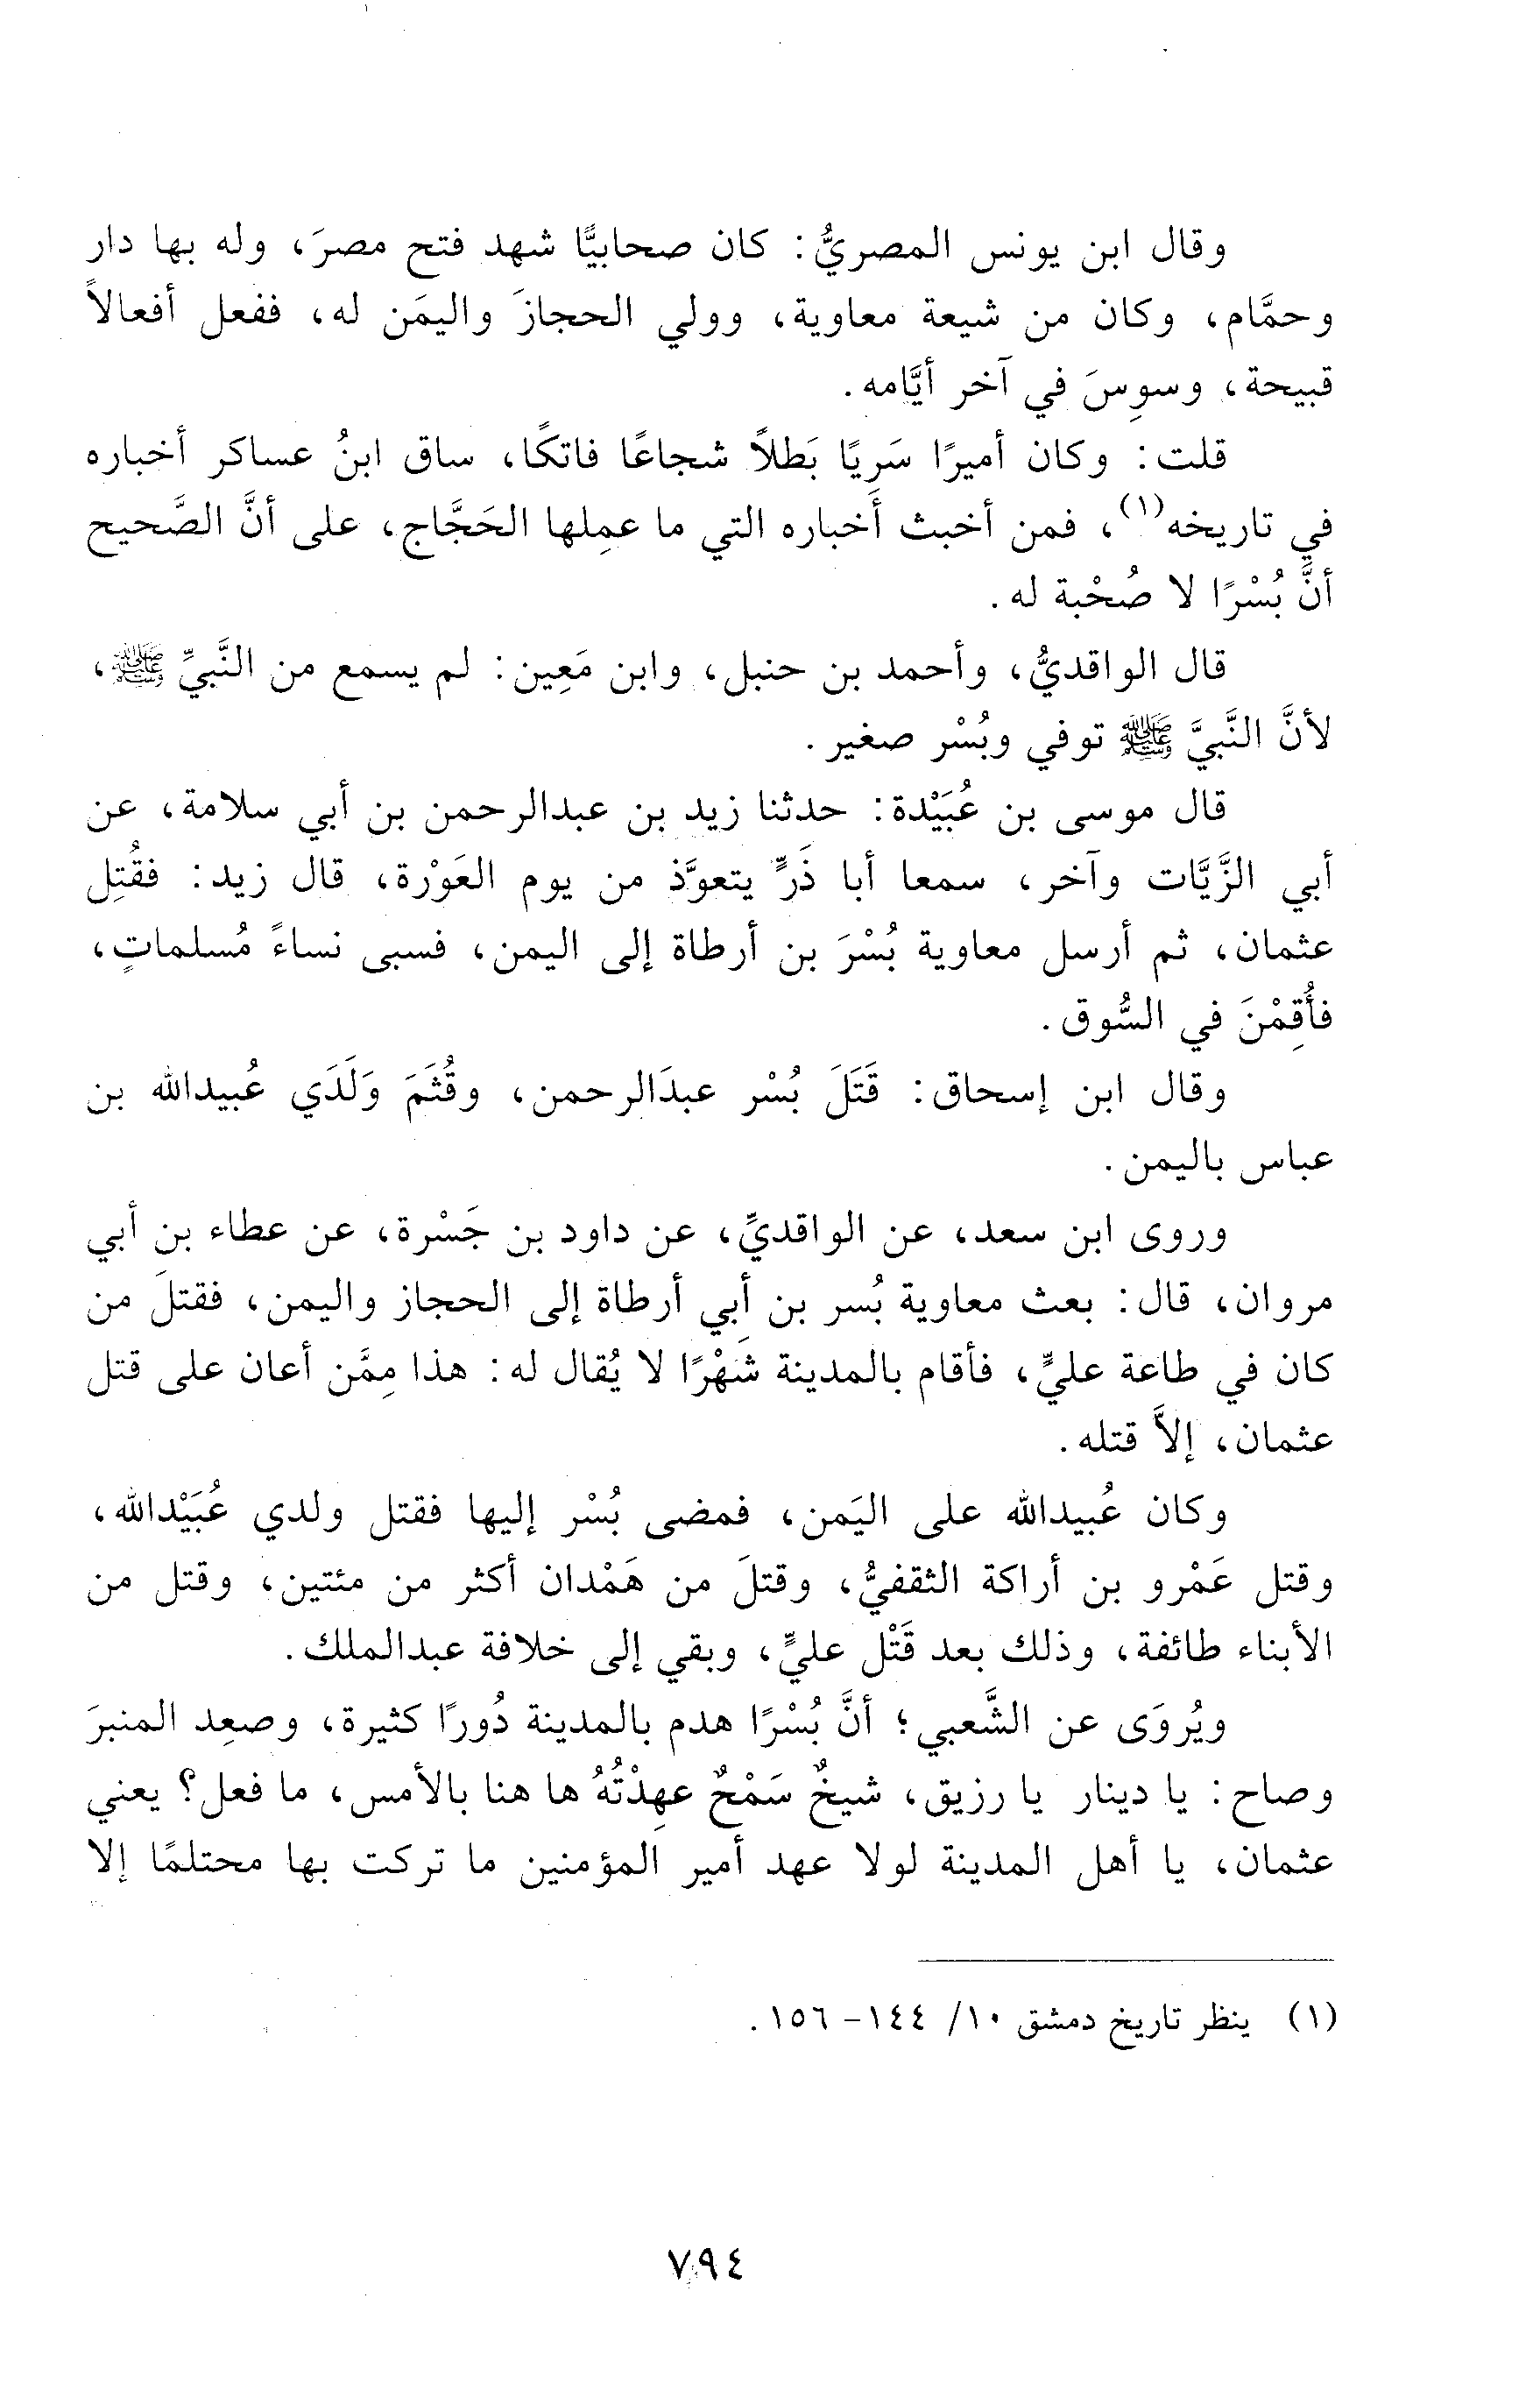 وقال ابن يونس المصريُّ: كان صحابيًّا شهد فتح مصرَ، وله بها دار
وحمَّام، وكان من شيعة معاوية، وولي الحجازَ واليمَن له، ففعل أفعالاً
قبيحة، وسوِسَ في آخر أيَّامه.
قلت: وكان أميرًا سَرِيًا بَطلاً شجاعًا فاتكًا، ساق ابنُ عساكر أخباره
في تاريخه(١)، فمن أخبث أَخباره التي ما عمِلها الحَجَّاج، على أنَّ الصَّحيح
أنَّ بُسْرًا لا صُحْبة له.
قال الواقديُّ، وأحمد بن حنبل، وابن مَعِين: لم يسمع من النَّبيِّ ﷺ،
لأنَّ النَّبيَّ ﷺ توفي وبُسْر صغير.
قال موسى بن عُبَيْدة: حدثنا زيد بن عبدالرحمن بن أبي سلامة، عن
أبي الزَّيَّات وآخر، سمعا أبا ذَرٍّ يتعوَّذ من يوم العَوْرة، قال زيد: فقُتِل
عثمان، ثم أرسل معاوية بُسْرَ بن أرطاة إلى اليمن، فسبى نساءً مُسلماتٍ،
فأُقِمْنَ في السُّوق.
وقال ابن إسحاق: قَتَلَ بُسْر عبدَالرحمن، وقُثَمَ وَلَدَي عُبيدالله بن
عباس باليمن.
وروى ابن سعد، عن الواقديِّ، عن داود بن جَسْرة، عن عطاء بن أبي
مروان، قال: بعث معاوية بُسر بن أبي أرطاة إلى الحجاز واليمن، فقتلَ من
كان في طاعة عليٍّ، فأقام بالمدينة شَهْرًا لا يُقال له: هذا مِمَّن أعان على قتل
عثمان، إلاَّ قتله.
وكان عُبيدالله على اليَمن، فمضى بُسْر إليها فقتل ولدي عُبَيْدالله،
وقتل عَمْرو بن أراكة الثقفيُّ، وقتلَ من هَمْدان أكثر من مئتين، وقتل من
الأبناء طائفة، وذلك بعد قَتْل عليٍّ، وبقي إلى خلافة عبدالملك.
ويُروَى عن الشَّعبي؛ أنَّ بُسْرًا هدم بالمدينة دُورًا كثيرة، وصعِد المنبرَ
وصاح: يا دينار يا رزيق، شيخٌ سَمْحٌ عهِدْتُهُ ها هنا بالأمس، ما فعل؟ يعني
عثمان، يا أهل المدينة لولا عهد أمير المؤمنين ما تركت بها محتلمًا إلا
(١) ينظر تاريخ دمشق ١٠/ ١٤٤- ١٥٦.
٧٩٤